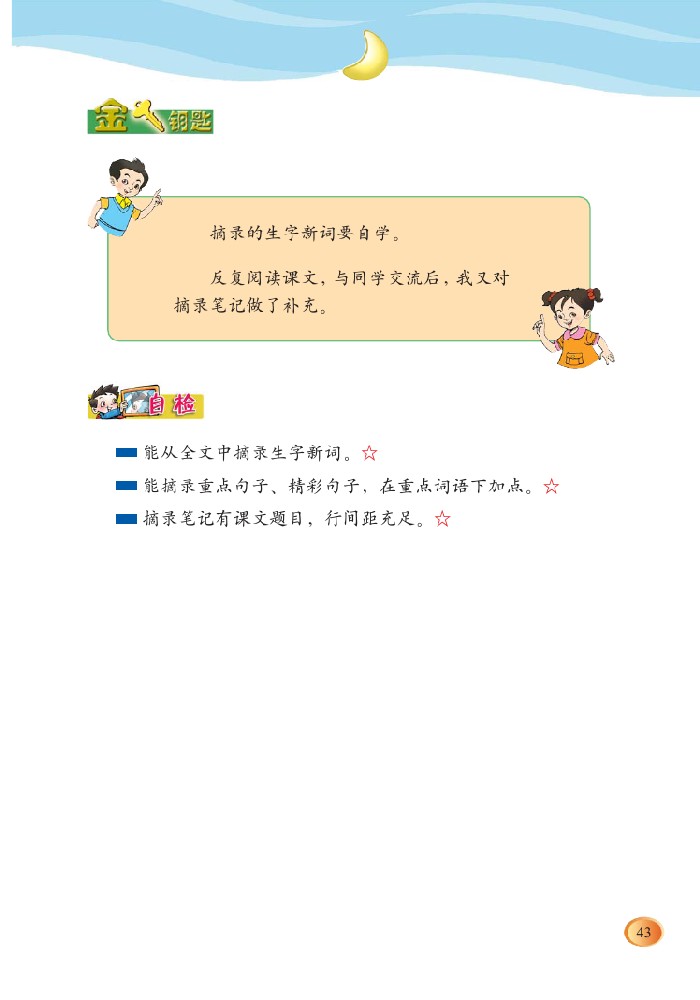 金钥匙
摘录的生字新词要自学。
反复阅读课文，与同学交流后，我又对
摘录笔记做了补充。
自检
能从全文中摘录生字新词。☆
能摘录重点句子、精彩句子，在重点词语下加点。☆
摘录笔记有课文题目，行间距充足。☆
43